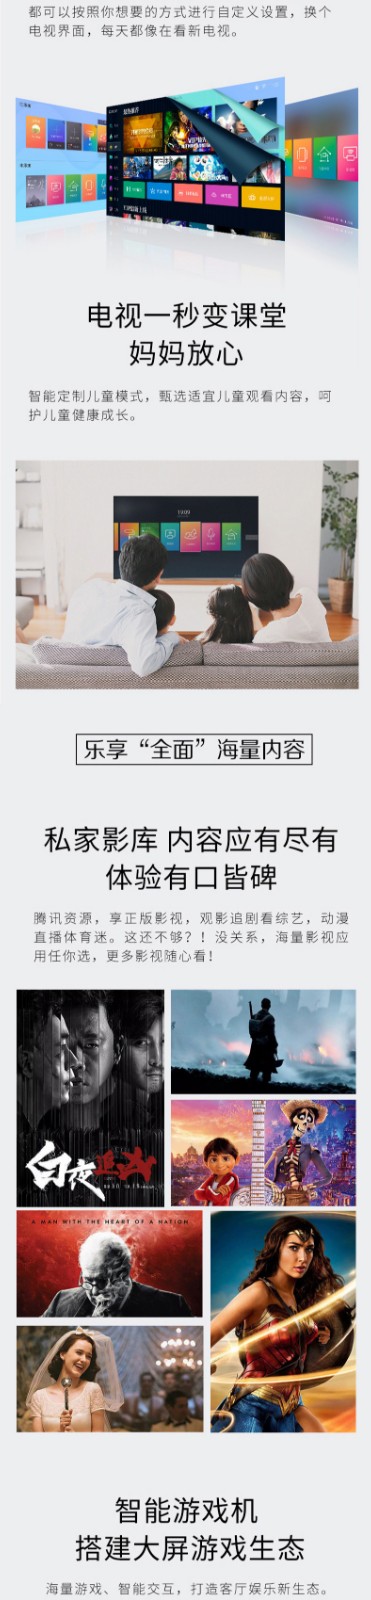 都可以按照你想要的方式进行自定义设置，换个
电视界面，每天都像在看新电视。
电视一秒变课堂
妈妈放心
智能定制儿童模式，甄选适宜儿童观看内容，呵
护儿童健康成长。
乐享“全面”海量内容
私家影库 内容应有尽有
体验有口皆碑
腾讯资源，享正版影视，观影追剧看综艺，动漫
直播体育迷。这还不够？！没关系，海量影视应
用任你选，更多影视随心看！
白夜追凶
A MAN WITH THE HEART OF A NATION
智能游戏机
搭建大屏游戏生态
海量游戏、智能交互，打造客厅娱乐新生态。